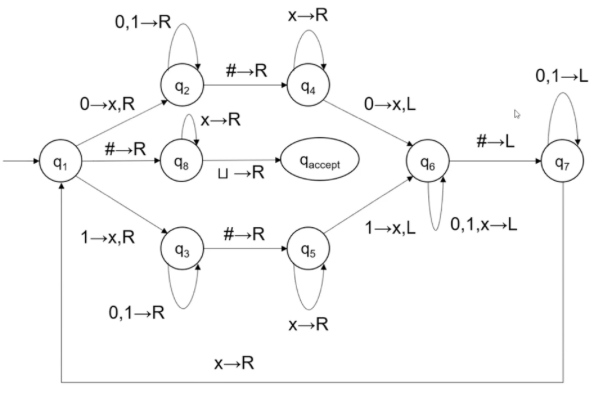 0,1→R
x→R
q2
#→R
q4
0,1→L
0→x,R
0→x,L
x→R
#→R
#→L
q1
q8
qaccept
q6
q7
⊔ →R
1→x,R
#→R
1→x,L
0,1,x→L
q3
q5
0,1→R
x→R
x→R